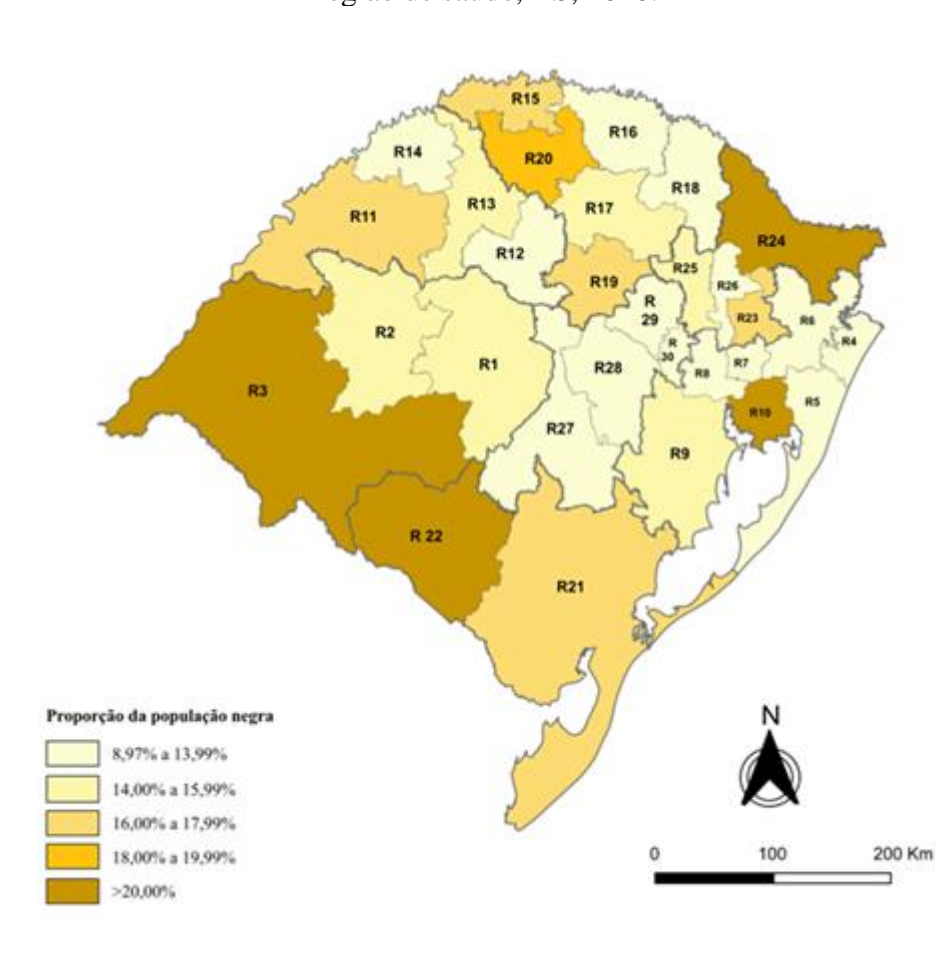 R15
R16
R14
R20
R18
R13
R17
R11
R24
R12
R25
R19
R26
R
29
R23
R6
R2
R4
R
30
R1
R7
R28
R8
R3
R5
R10
R27
R9
R 22
R21
Proporção da população negra
8,97% a 13,99%
14,00% a 15,99%
16,00% a 17,99%
18,00% a 19,99%
>20,00%
N
0 100 200 Km